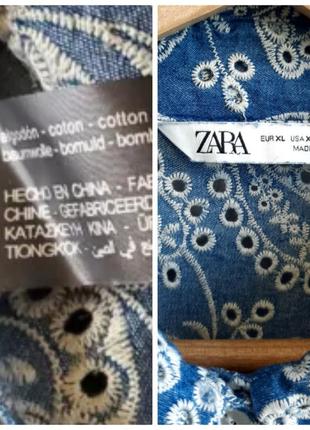 algodón - coton - cotton
baumwolle - bomuld - bomb
HECHO EN CHINA - FAB
CHINE - GEFABRICEERD
ΚΑΤΑΣΚΕΥΗ ΚΙΝΑ - ÜR
TIONGKOK -
ZARA
EUR XL USA X
MADE